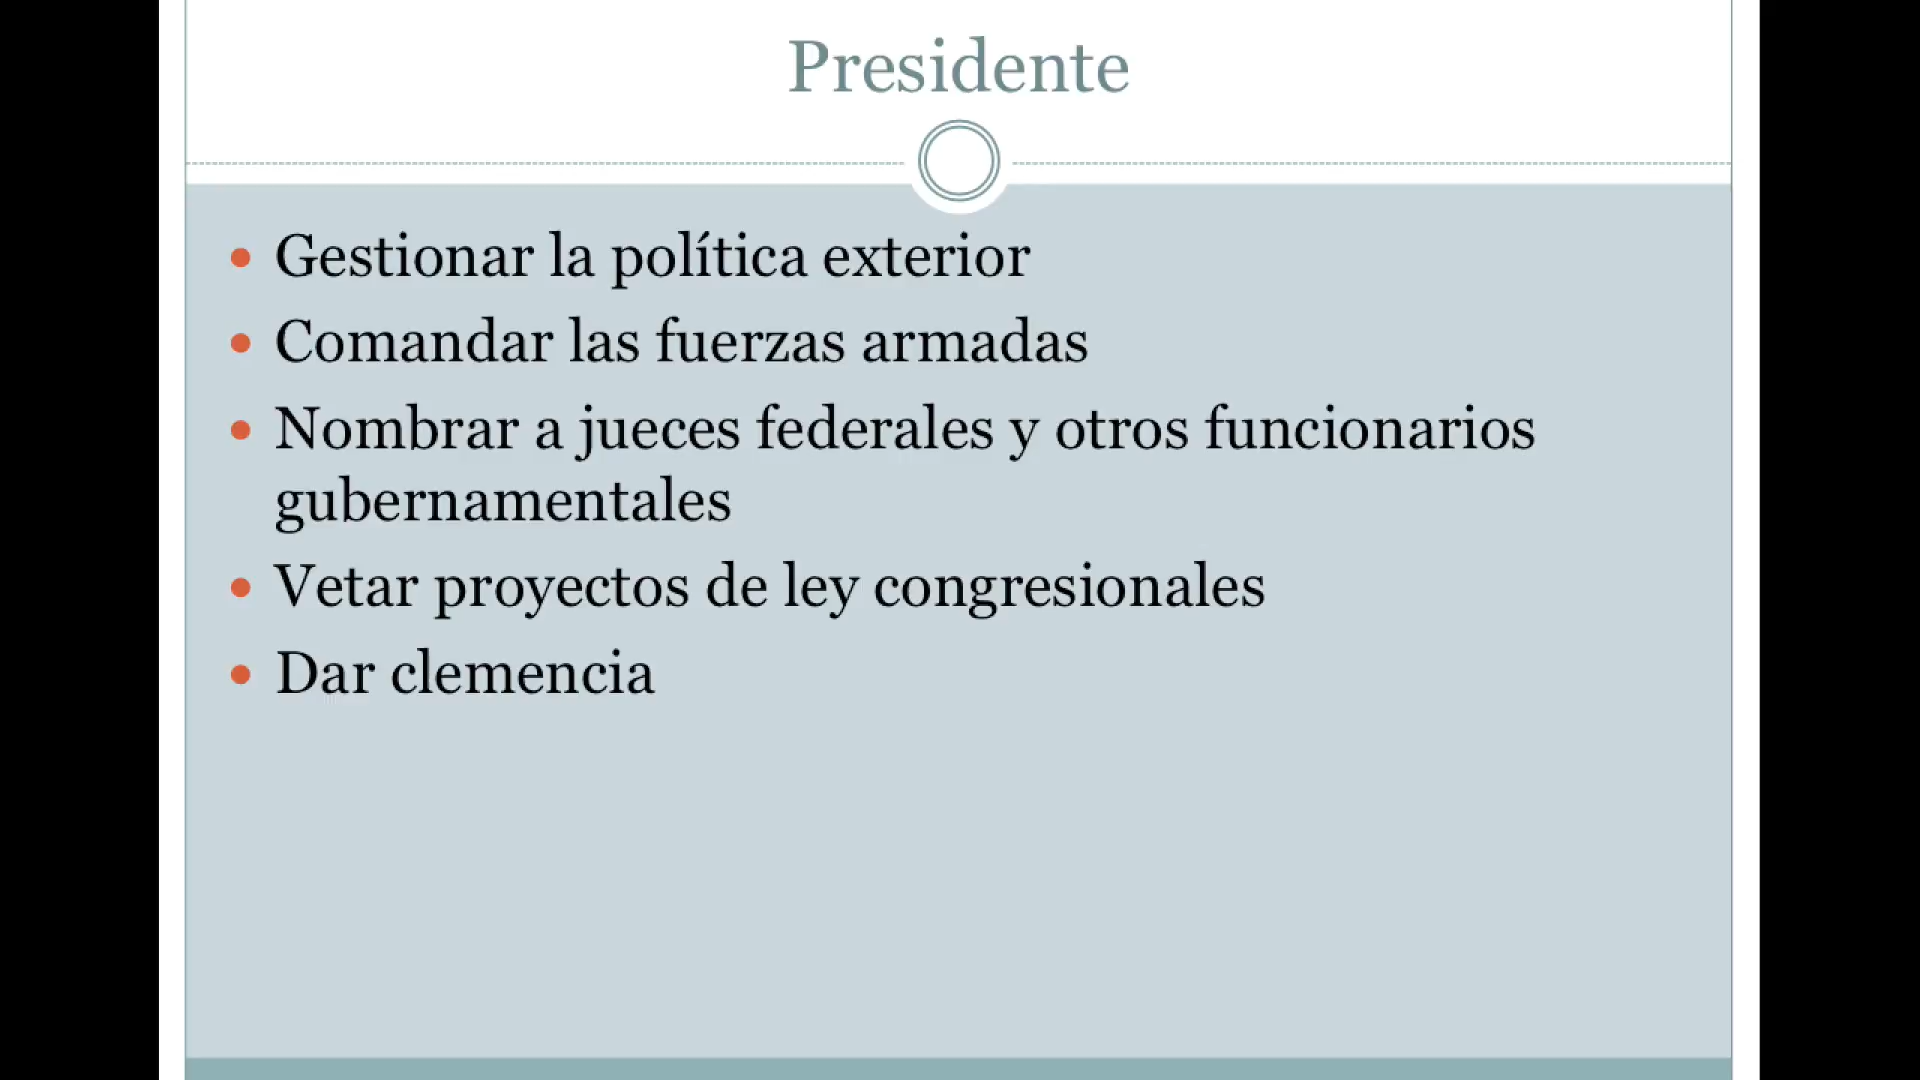 Presidente
Gestionar la política exterior
Comandar las fuerzas armadas
Nombrar a jueces federales y otros funcionarios
gubernamentales
Vetar proyectos de ley congresionales
Dar clemencia